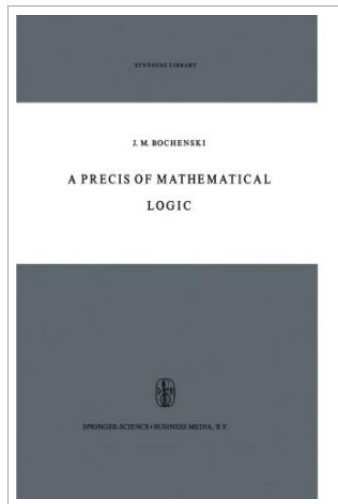 SYNTHESE LIBRARY
J. M. BOCHENSKI
A PRECIS OF MATHEMATICAL
LOGIC
SPRINGER-SCIENCE+BUSINESS MEDIA, B.V.